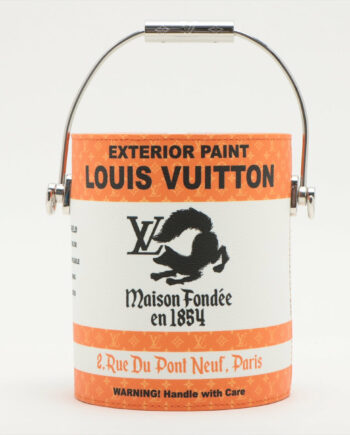 EXTERIOR PAINT
LOUIS VUITTON
LV
Maison Fondée
en 1854
2.Rue Du Pont Neuf, Paris
WARNING! Handle with Care